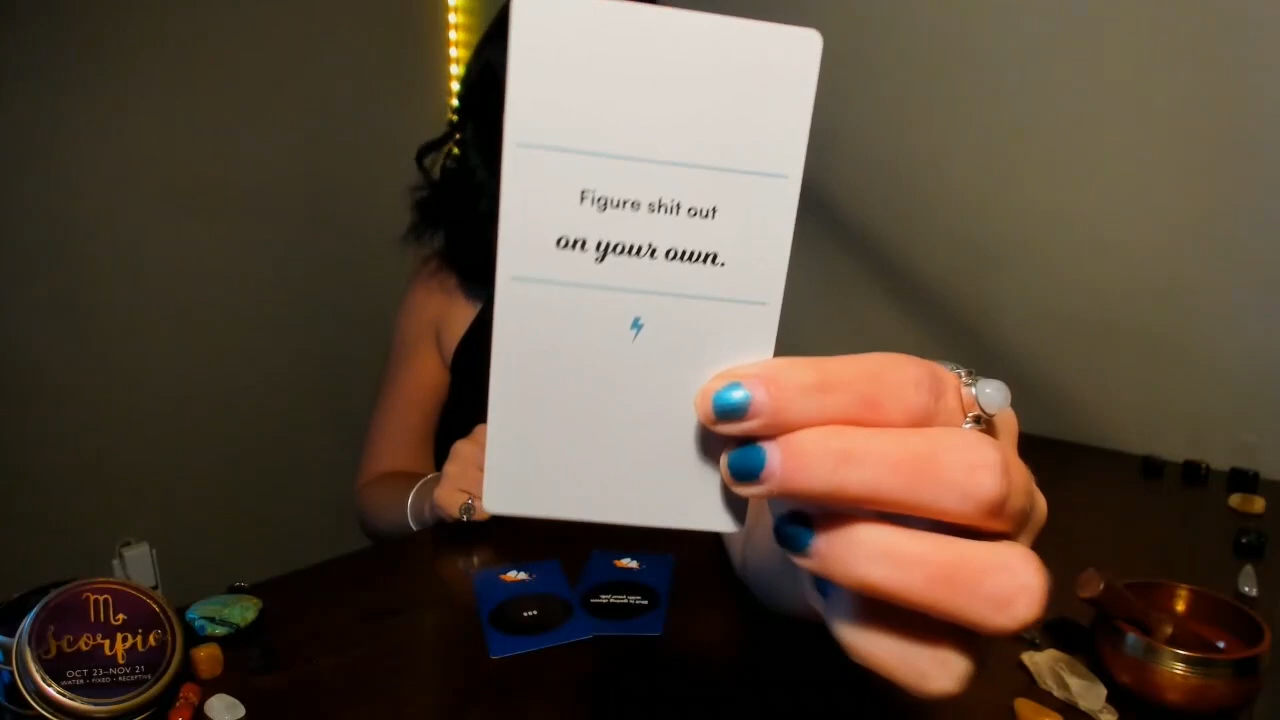 Figure shit out
on your own.
Scorpio
OCT 23–NOV 21
WATER • FIXED • RECEPTIVE